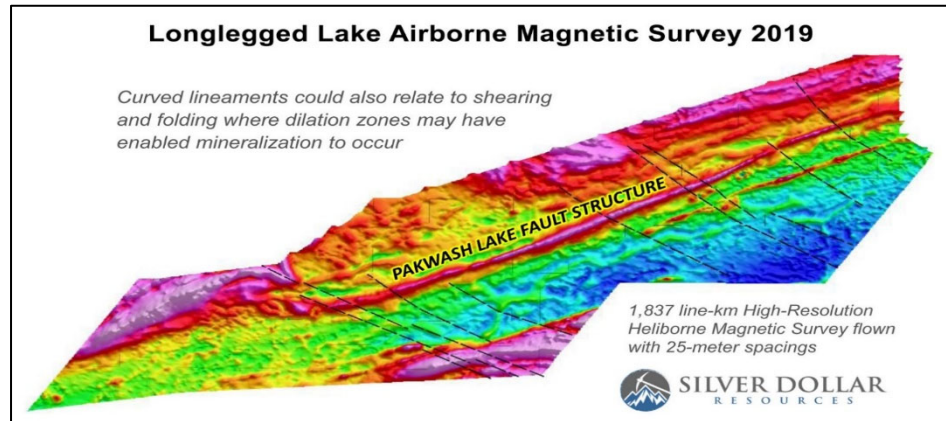 Longlegged Lake Airborne Magnetic Survey 2019
Curved lineaments could also relate to shearing
and folding where dilation zones may have
enabled mineralization to occur
PAKWASH LAKE FAULT STRUCTURE
1,837 line-km High-Resolution
Heliborne Magnetic Survey flown
with 25-meter spacings
SILVER DOLLAR
RESOURCES